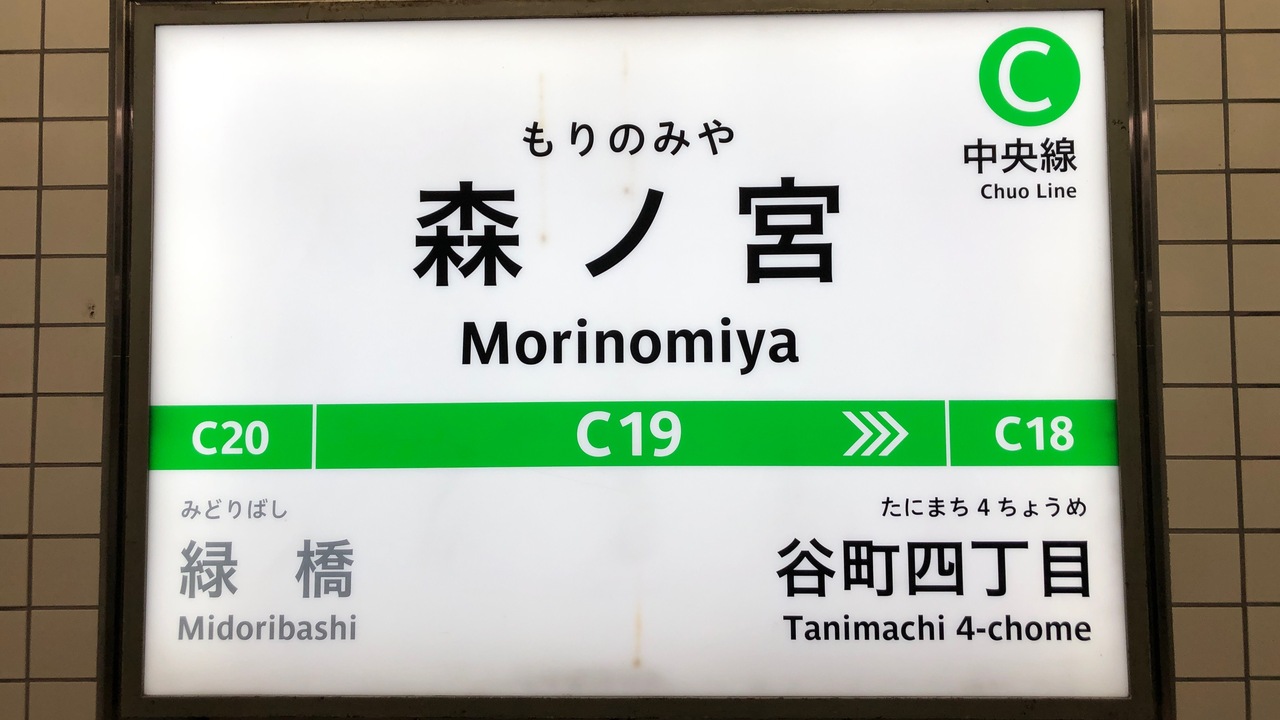 C
中央線
Chuo Line
もりのみや
森ノ宮
Morinomiya
C20
C19
C18
みどりばし
緑橋
Midoribashi
たにまち4ちょうめ
谷町四丁目
Tanimachi 4-chome